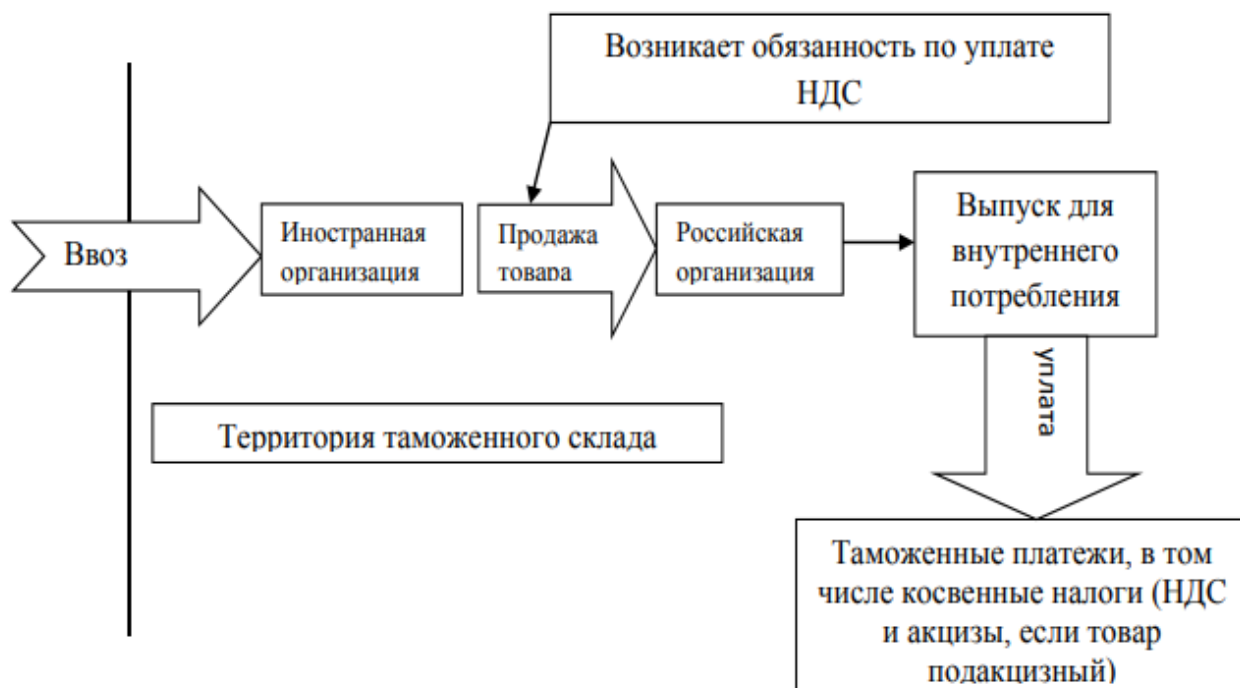 Возникает обязанность по уплате
НДС
Ввоз
Иностранная
организация
Продажа
товара
Российская
организация
Выпуск для
внутреннего
потребления
уплата
Территория таможенного склада
Таможенные платежи, в том
числе косвенные налоги (НДС
и акцизы, если товар
подакцизный)